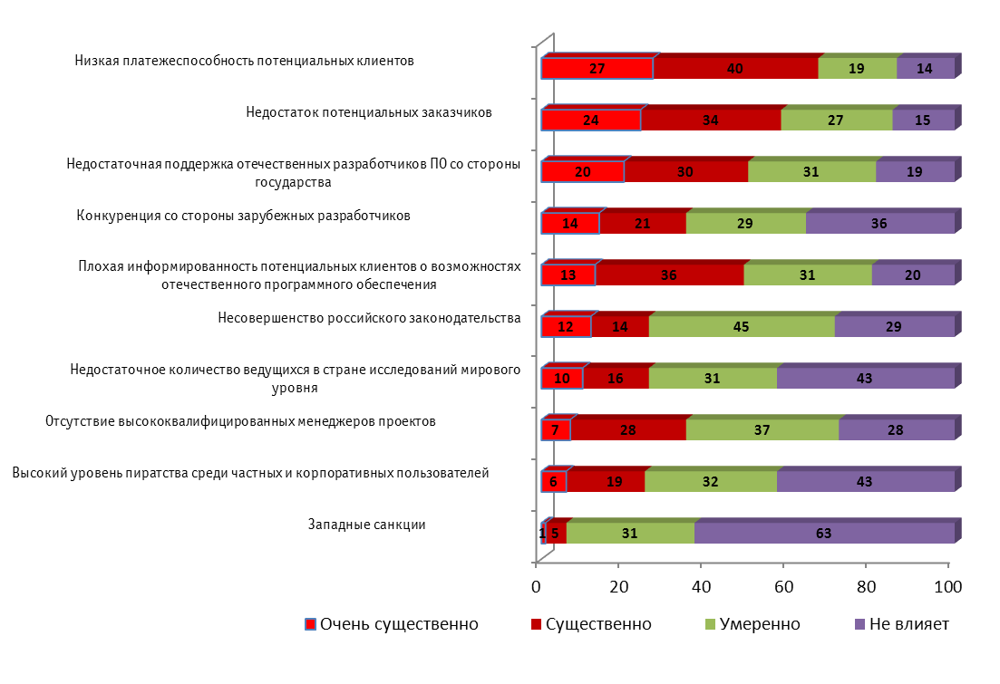 Низкая платежеспособность потенциальных клиентов
27 40 19 14
Недостаток потенциальных заказчиков
24 34 27 15
Недостаточная поддержка отечественных разработчиков ПО со стороны
государства
20 30 31 19
Конкуренция со стороны зарубежных разработчиков
14 21 29 36
Плохая информированность потенциальных клиентов о возможностях
отечественного программного обеспечения
13 36 31 20
Несовершенство российского законодательства
12 14 45 29
Недостаточное количество ведущихся в стране исследований мирового
уровня
10 16 31 43
Отсутствие высококвалифицированных менеджеров проектов
7 28 37 28
Высокий уровень пиратства среди частных и корпоративных пользователей
6 19 32 43
Западные санкции
1 5 31 63
0 20 40 60 80 100
Очень существенно Существенно Умеренно Не влияет